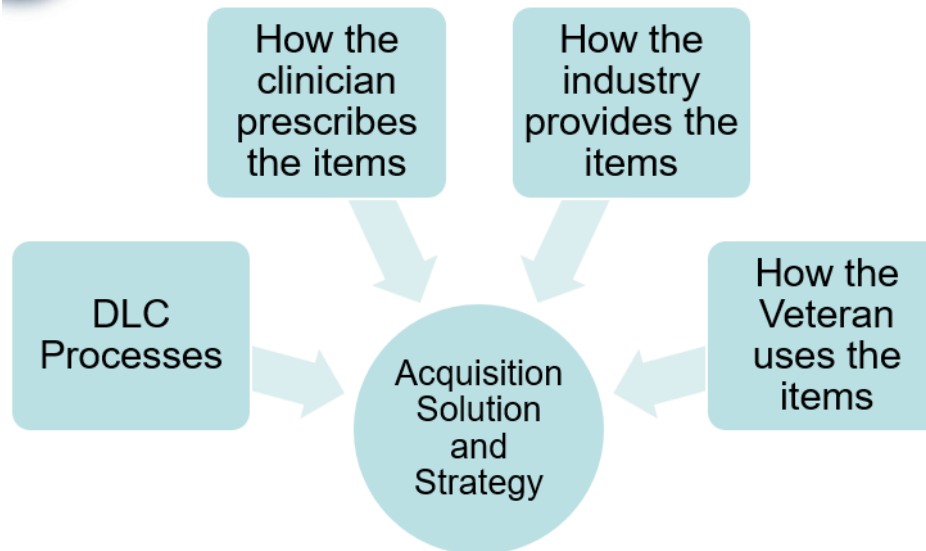 How the
clinician
prescribes
the items
How the
industry
provides the
items
DLC
Processes
How the
Veteran
uses the
items
Acquisition
Solution
and
Strategy